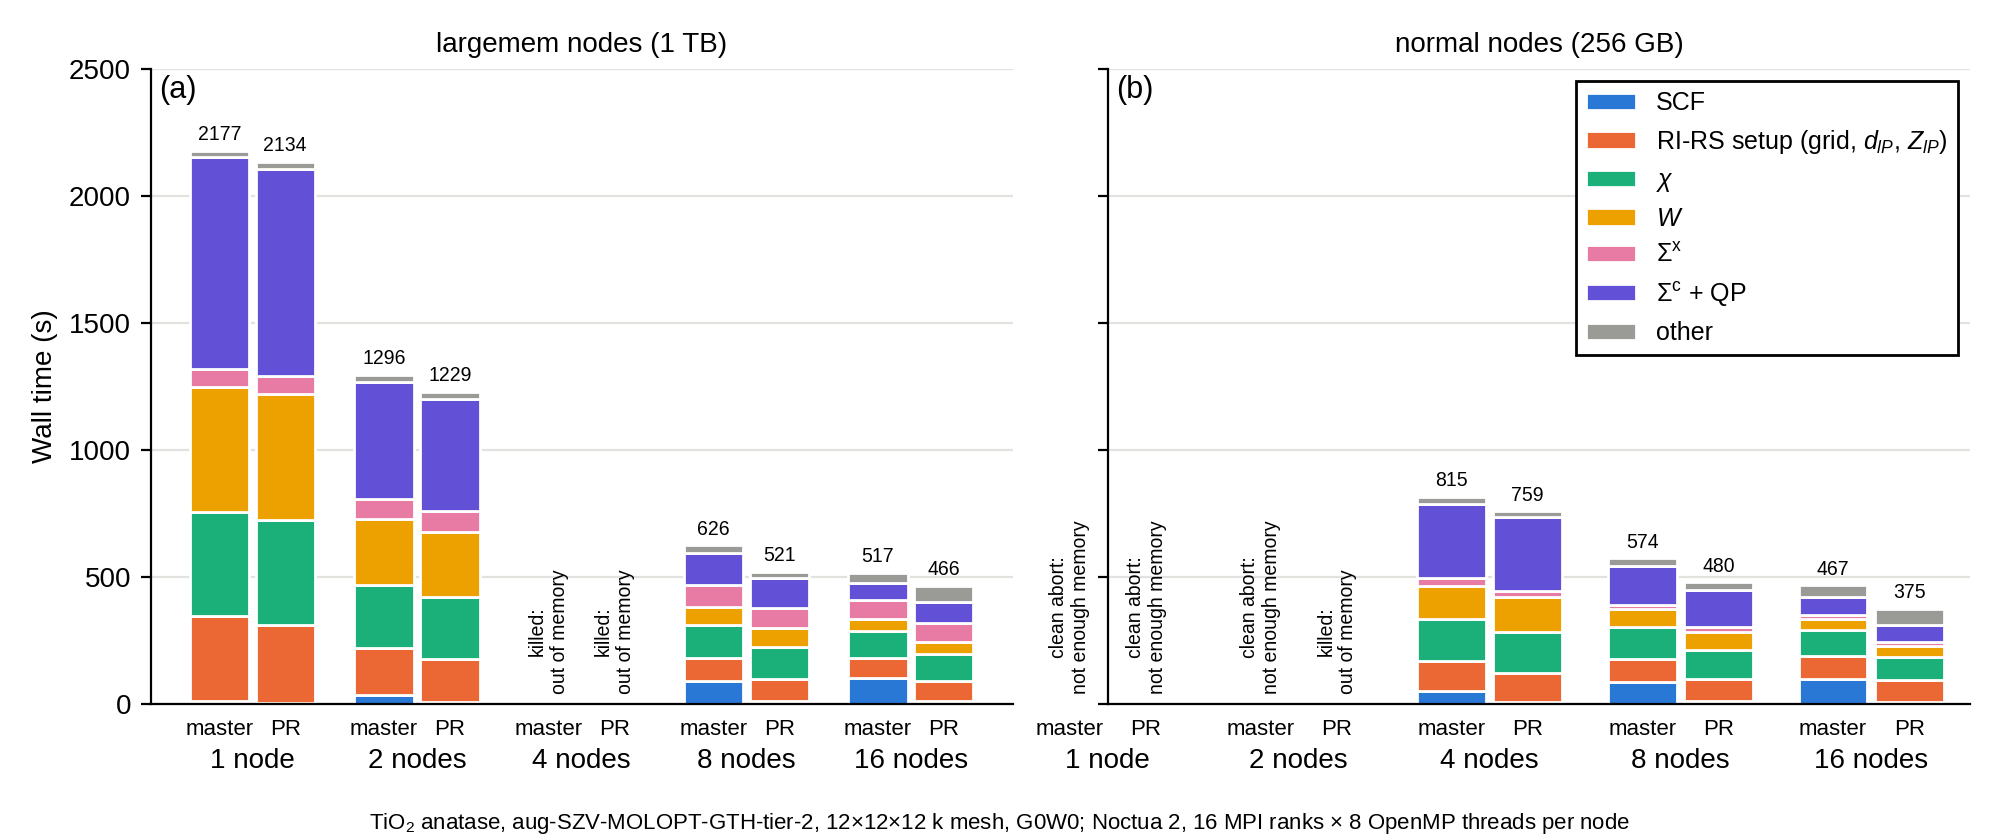 largemem nodes (1 TB)
normal nodes (256 GB)
Wall time (s)
2500
2000
1500
1000
500
0
(a)
2177
2134
1296
1229
killed:
out of memory
killed:
out of memory
626
521
517
466
master PR
1 node
master PR
2 nodes
master PR
4 nodes
master PR
8 nodes
master PR
16 nodes
(b)
SCF
RI-RS setup (grid, d_lP, Z_lP)
χ
W
Σ^x
Σ^c + QP
other
clean abort:
not enough memory
clean abort:
not enough memory
clean abort:
not enough memory
killed:
out of memory
815
759
574
480
467
375
master PR
1 node
master PR
2 nodes
master PR
4 nodes
master PR
8 nodes
master PR
16 nodes
TiO₂ anatase, aug-SZV-MOLOPT-GTH-tier-2, 12×12×12 k mesh, G0W0; Noctua 2, 16 MPI ranks × 8 OpenMP threads per node